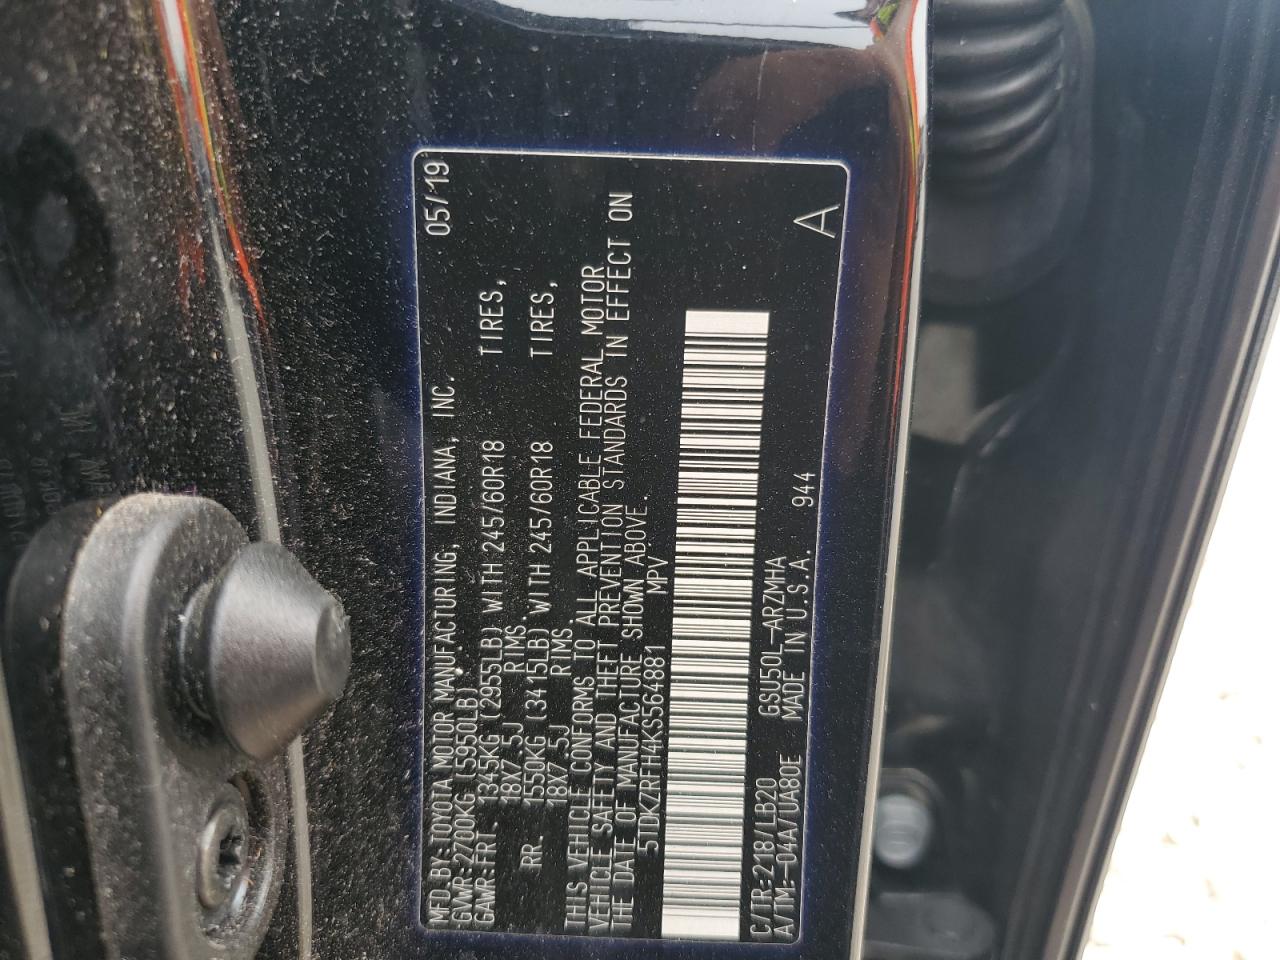 MFD.BY:TOYOTA MOTOR MANUFACTURING, INDIANA, INC. 05/19
GVWR:2700KG (5950LB)
GAWR:FRT. 1345KG (2955LB) WITH 245/60R18 TIRES,
18X7.5J RIMS.
RR. 1550KG (3415LB) WITH 245/60R18 TIRES,
18X7.5J RIMS.
THIS VEHICLE CONFORMS TO ALL APPLICABLE FEDERAL MOTOR
VEHICLE SAFETY AND THEFT PREVENTION STANDARDS IN EFFECT ON
THE DATE OF MANUFACTURE SHOWN ABOVE.
5TDKZRFH4KS564881 MPV
C/TR:218/LB20 GSU50L-ARZMHA
A/TM:-04A/UA80E MADE IN U.S.A. 944 A